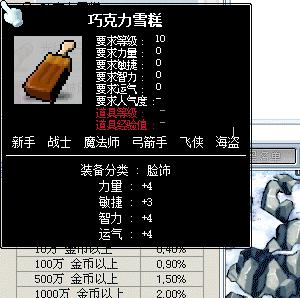 巧克力雪糕
要求等级： 10
要求力量： －
要求敏捷： －
要求智力： －
要求运气： －
要求人气度： －
道具等级： －
道具经验值： －
新手 战士 魔法师 弓箭手 飞侠 海盗
装备分类 : 脸饰
力量 : +4
敏捷 : +3
智力 : +4
运气 : +4
10万 金币以上 0,40%
100万 金币以上 0,90%
500万 金币以上 1,50%
1000万 金币以上 2,00%